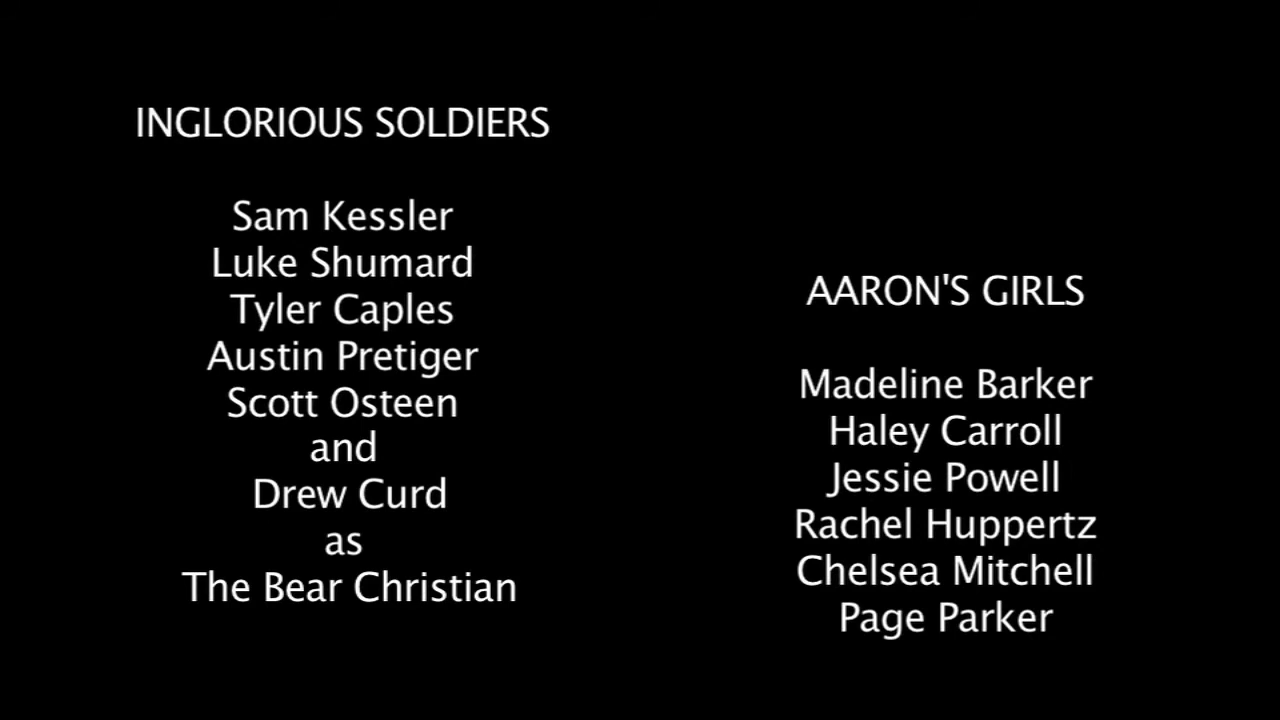 INGLORIOUS SOLDIERS
Sam Kessler
Luke Shumard
Tyler Caples
Austin Pretiger
Scott Osteen
and
Drew Curd
as
The Bear Christian
AARON'S GIRLS
Madeline Barker
Haley Carroll
Jessie Powell
Rachel Huppertz
Chelsea Mitchell
Page Parker